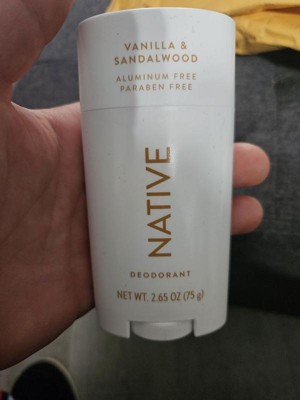 VANILLA &
SANDALWOOD
ALUMINUM FREE
PARABEN FREE
NATIVE
DEODORANT
NET WT. 2.65 OZ (75 g)